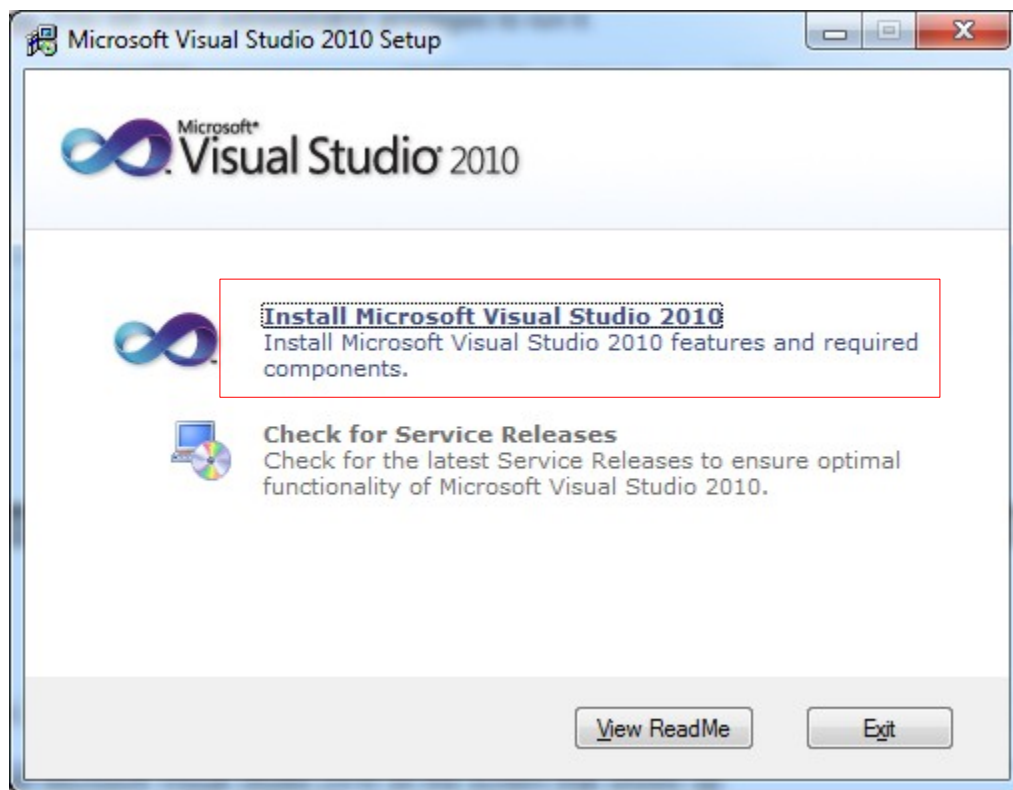 Microsoft Visual Studio 2010 Setup
Microsoft®
Visual Studio® 2010
Install Microsoft Visual Studio 2010
Install Microsoft Visual Studio 2010 features and required
components.
Check for Service Releases
Check for the latest Service Releases to ensure optimal
functionality of Microsoft Visual Studio 2010.
View ReadMe
Exit